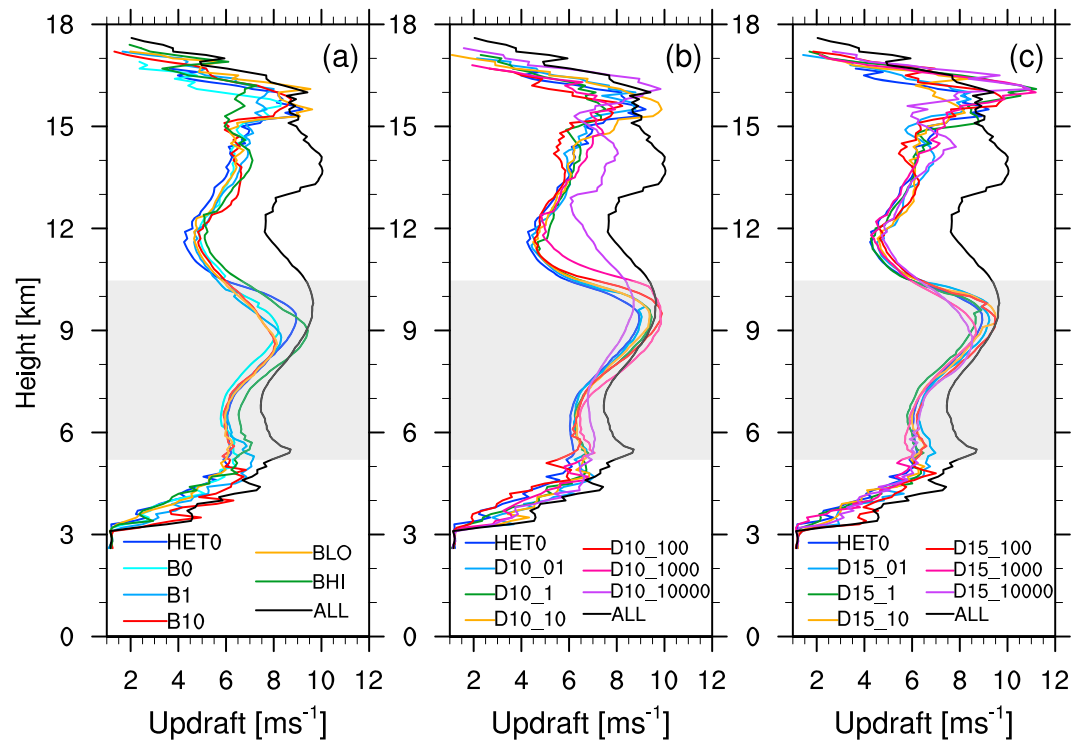 18 18 18
(a) (b) (c)
15 15 15
12 12 12
Height [km]
9 9 9
6 6 6
3 3 3
HET0 BLO HET0 D10_100 HET0 D15_100
B0 D10_01 D10_1000 D15_01 D15_1000
B1 BHI D10_1 D10_10000 D15_1 D15_10000
B10 ALL D10_10 ALL D15_10 ALL
0 0 0
2 4 6 8 10 12 2 4 6 8 10 12 2 4 6 8 10 12
Updraft [ms⁻¹] Updraft [ms⁻¹] Updraft [ms⁻¹]